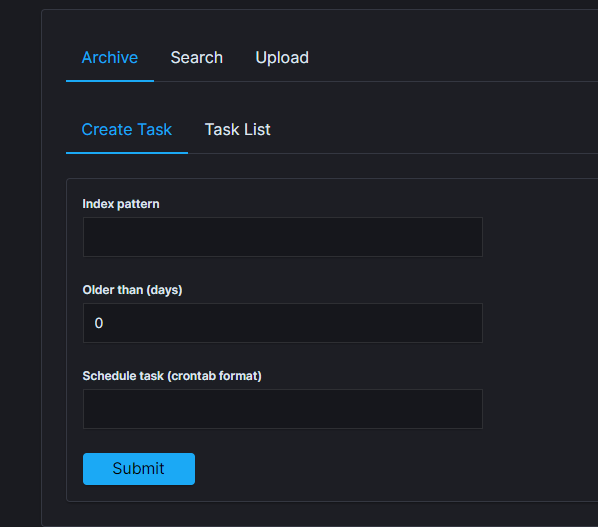 Archive Search Upload
Create Task Task List
Index pattern
Older than (days)
0
Schedule task (crontab format)
Submit